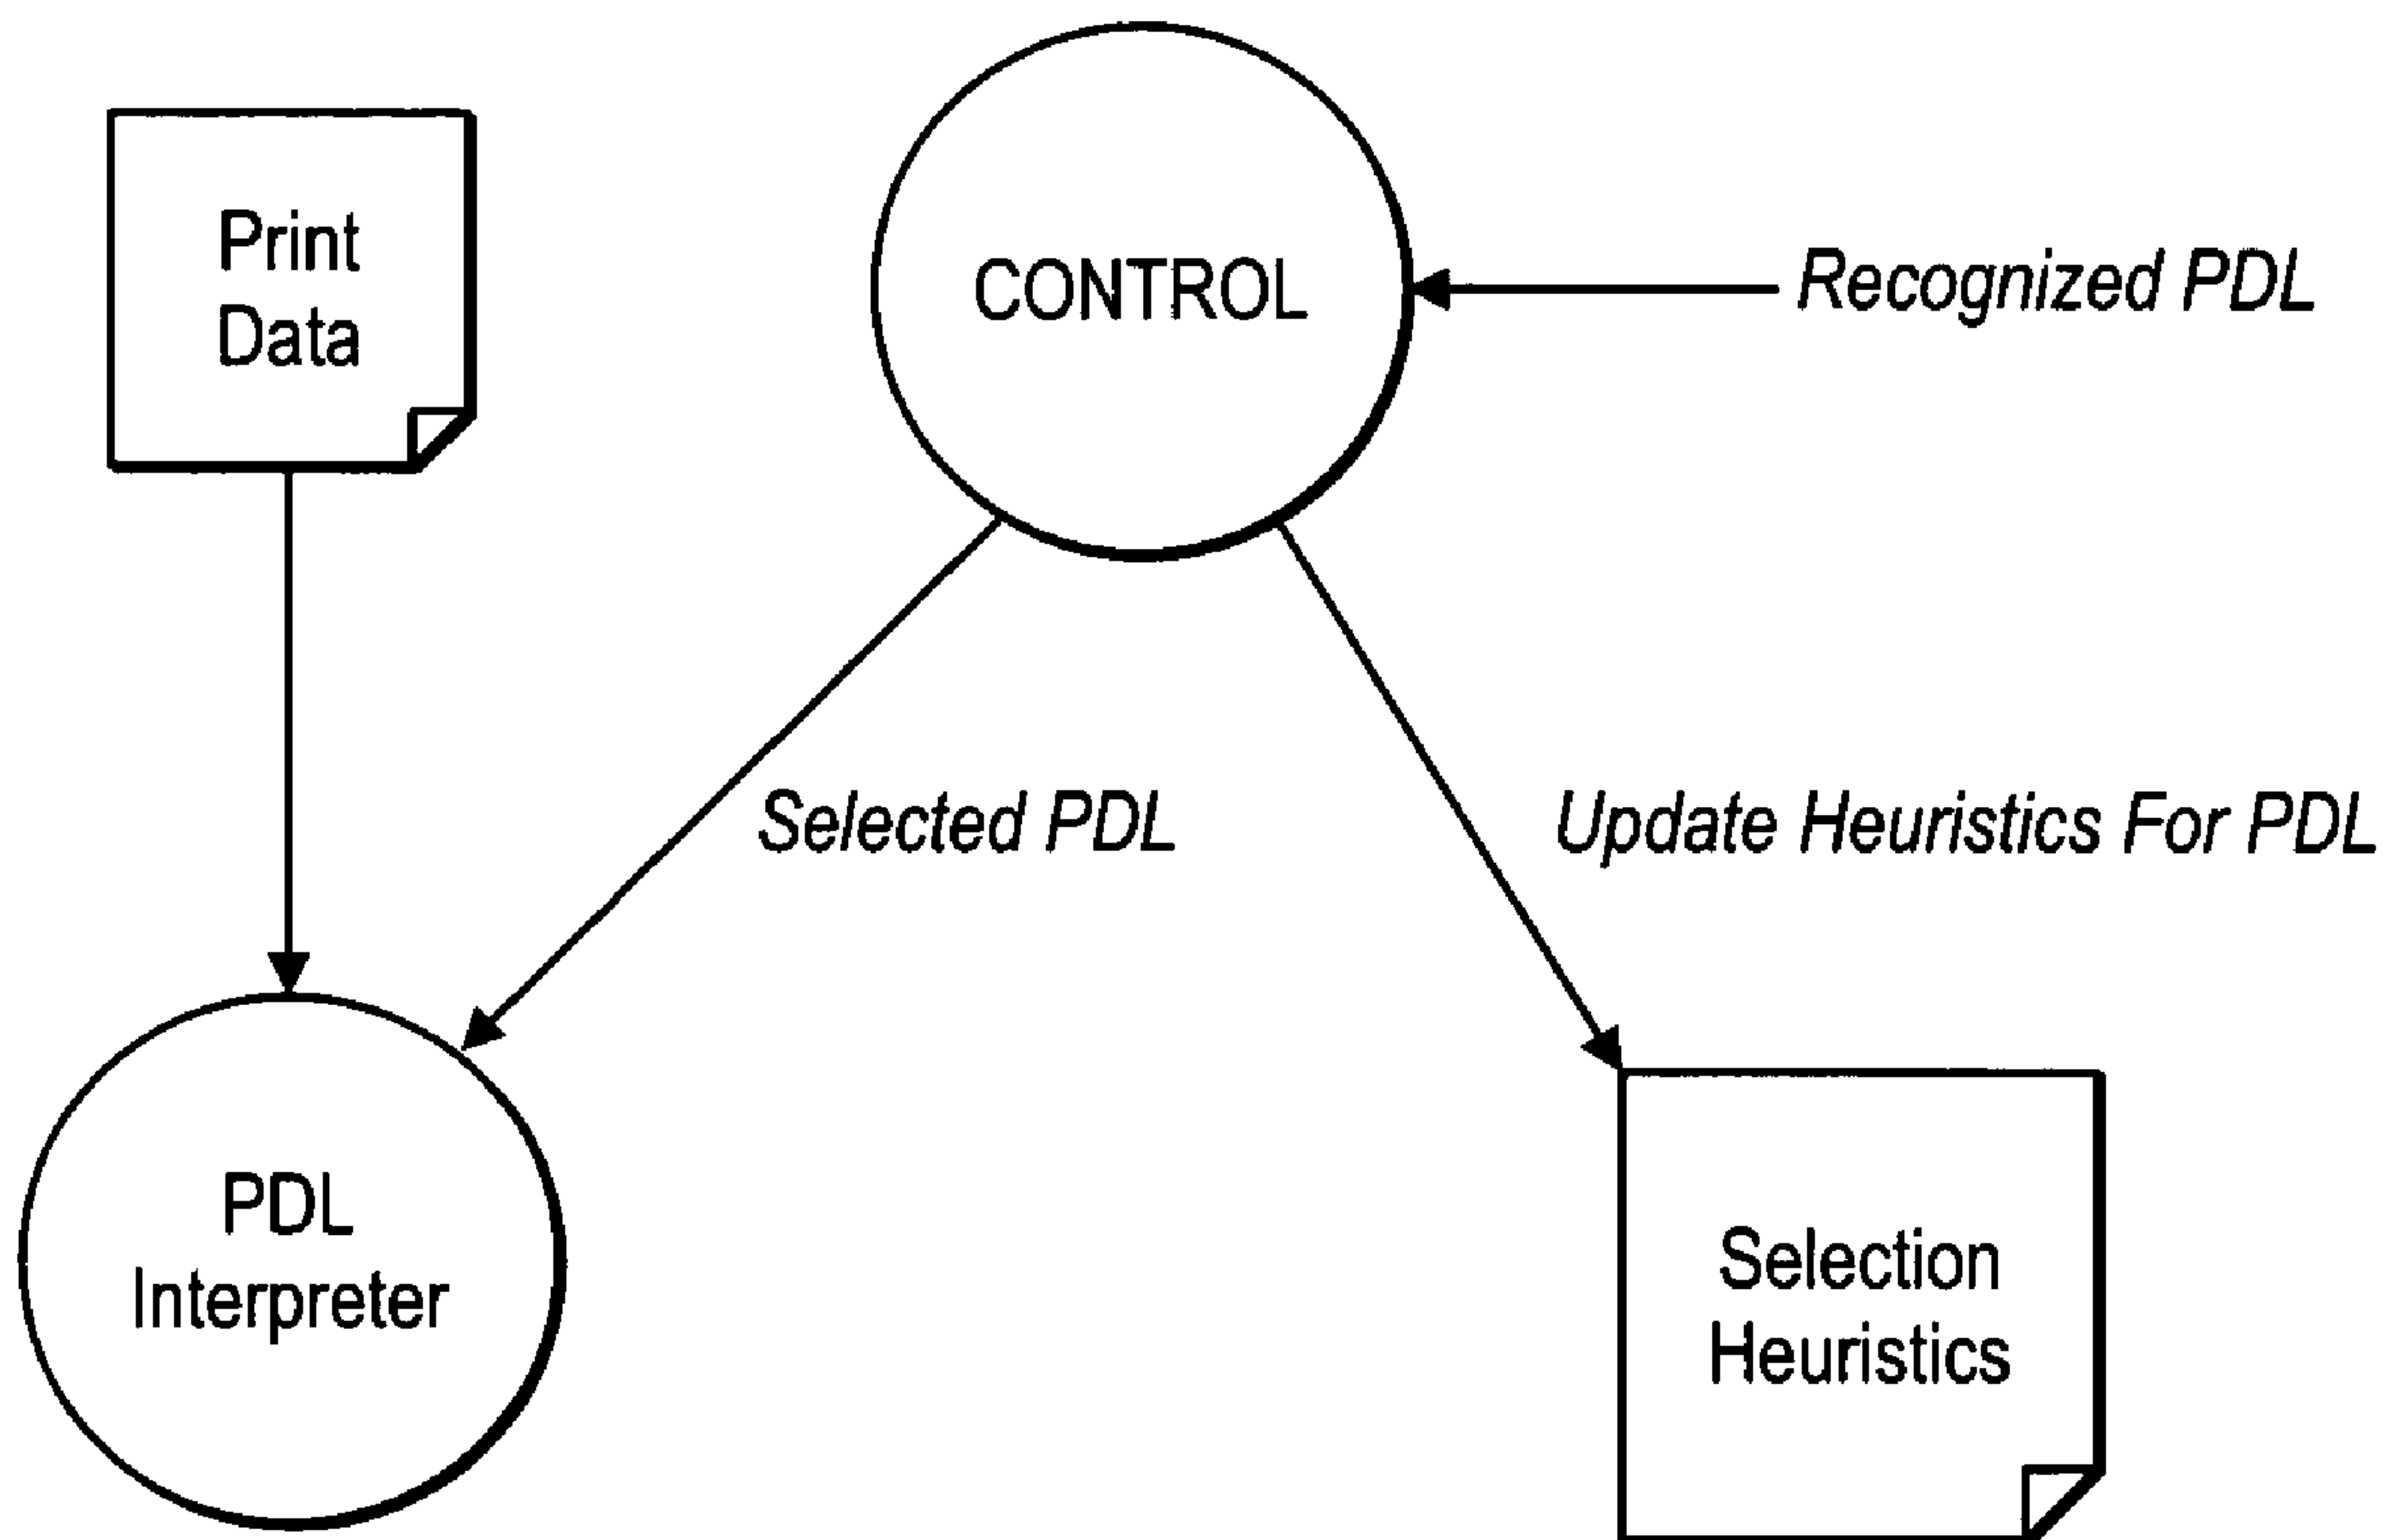 Print
Data
CONTROL
Recognized PDL
Selected PDL
Update Heuristics For PDL
PDL
Interpreter
Selection
Heuristics